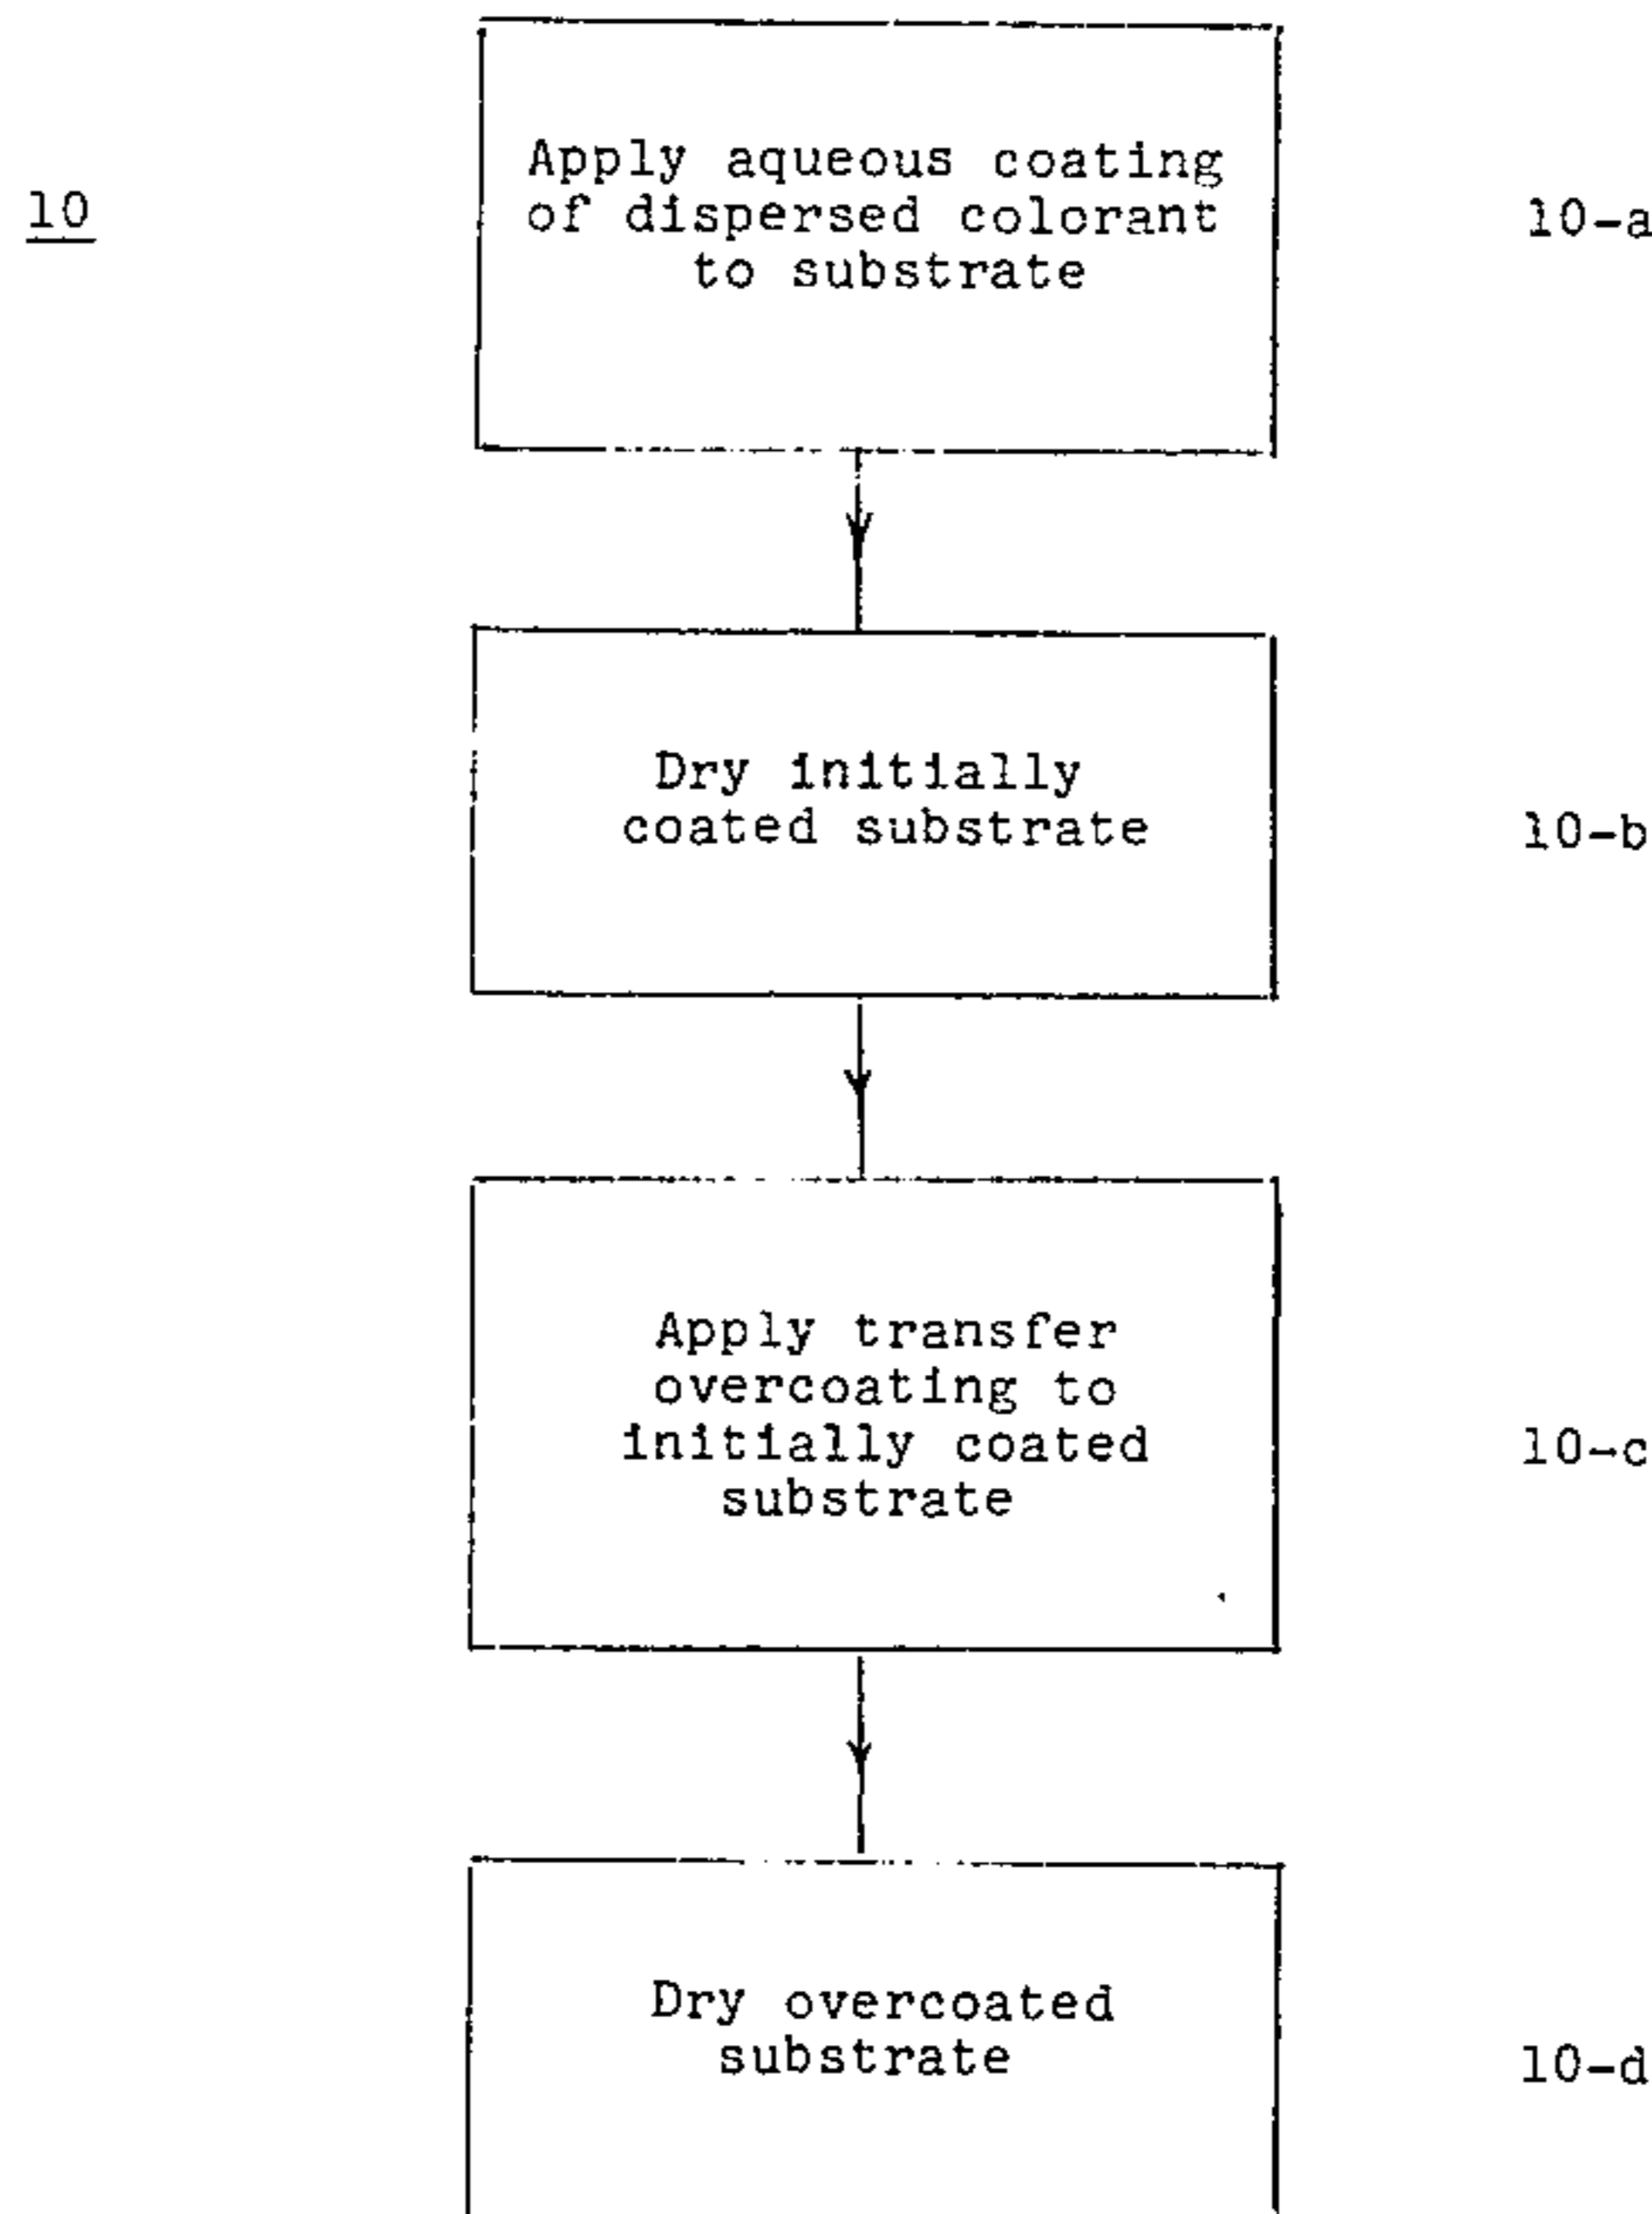 10
Apply aqueous coating
of dispersed colorant
to substrate
10-a
Dry initially
coated substrate
10-b
Apply transfer
overcoating to
initially coated
substrate
10-c
Dry overcoated
substrate
10-d